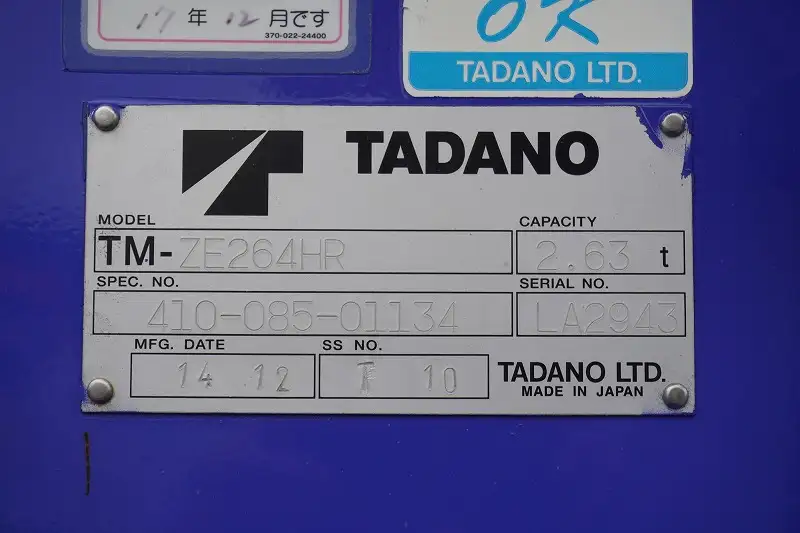 17年 12月です
370-022-24400
OK
TADANO LTD.
TADANO
MODEL
TM-ZE264HR
CAPACITY
2.63 t
SPEC. NO.
410-085-01134
SERIAL NO.
LA2943
MFG. DATE
14 12
SS NO.
T 10
TADANO LTD.
MADE IN JAPAN